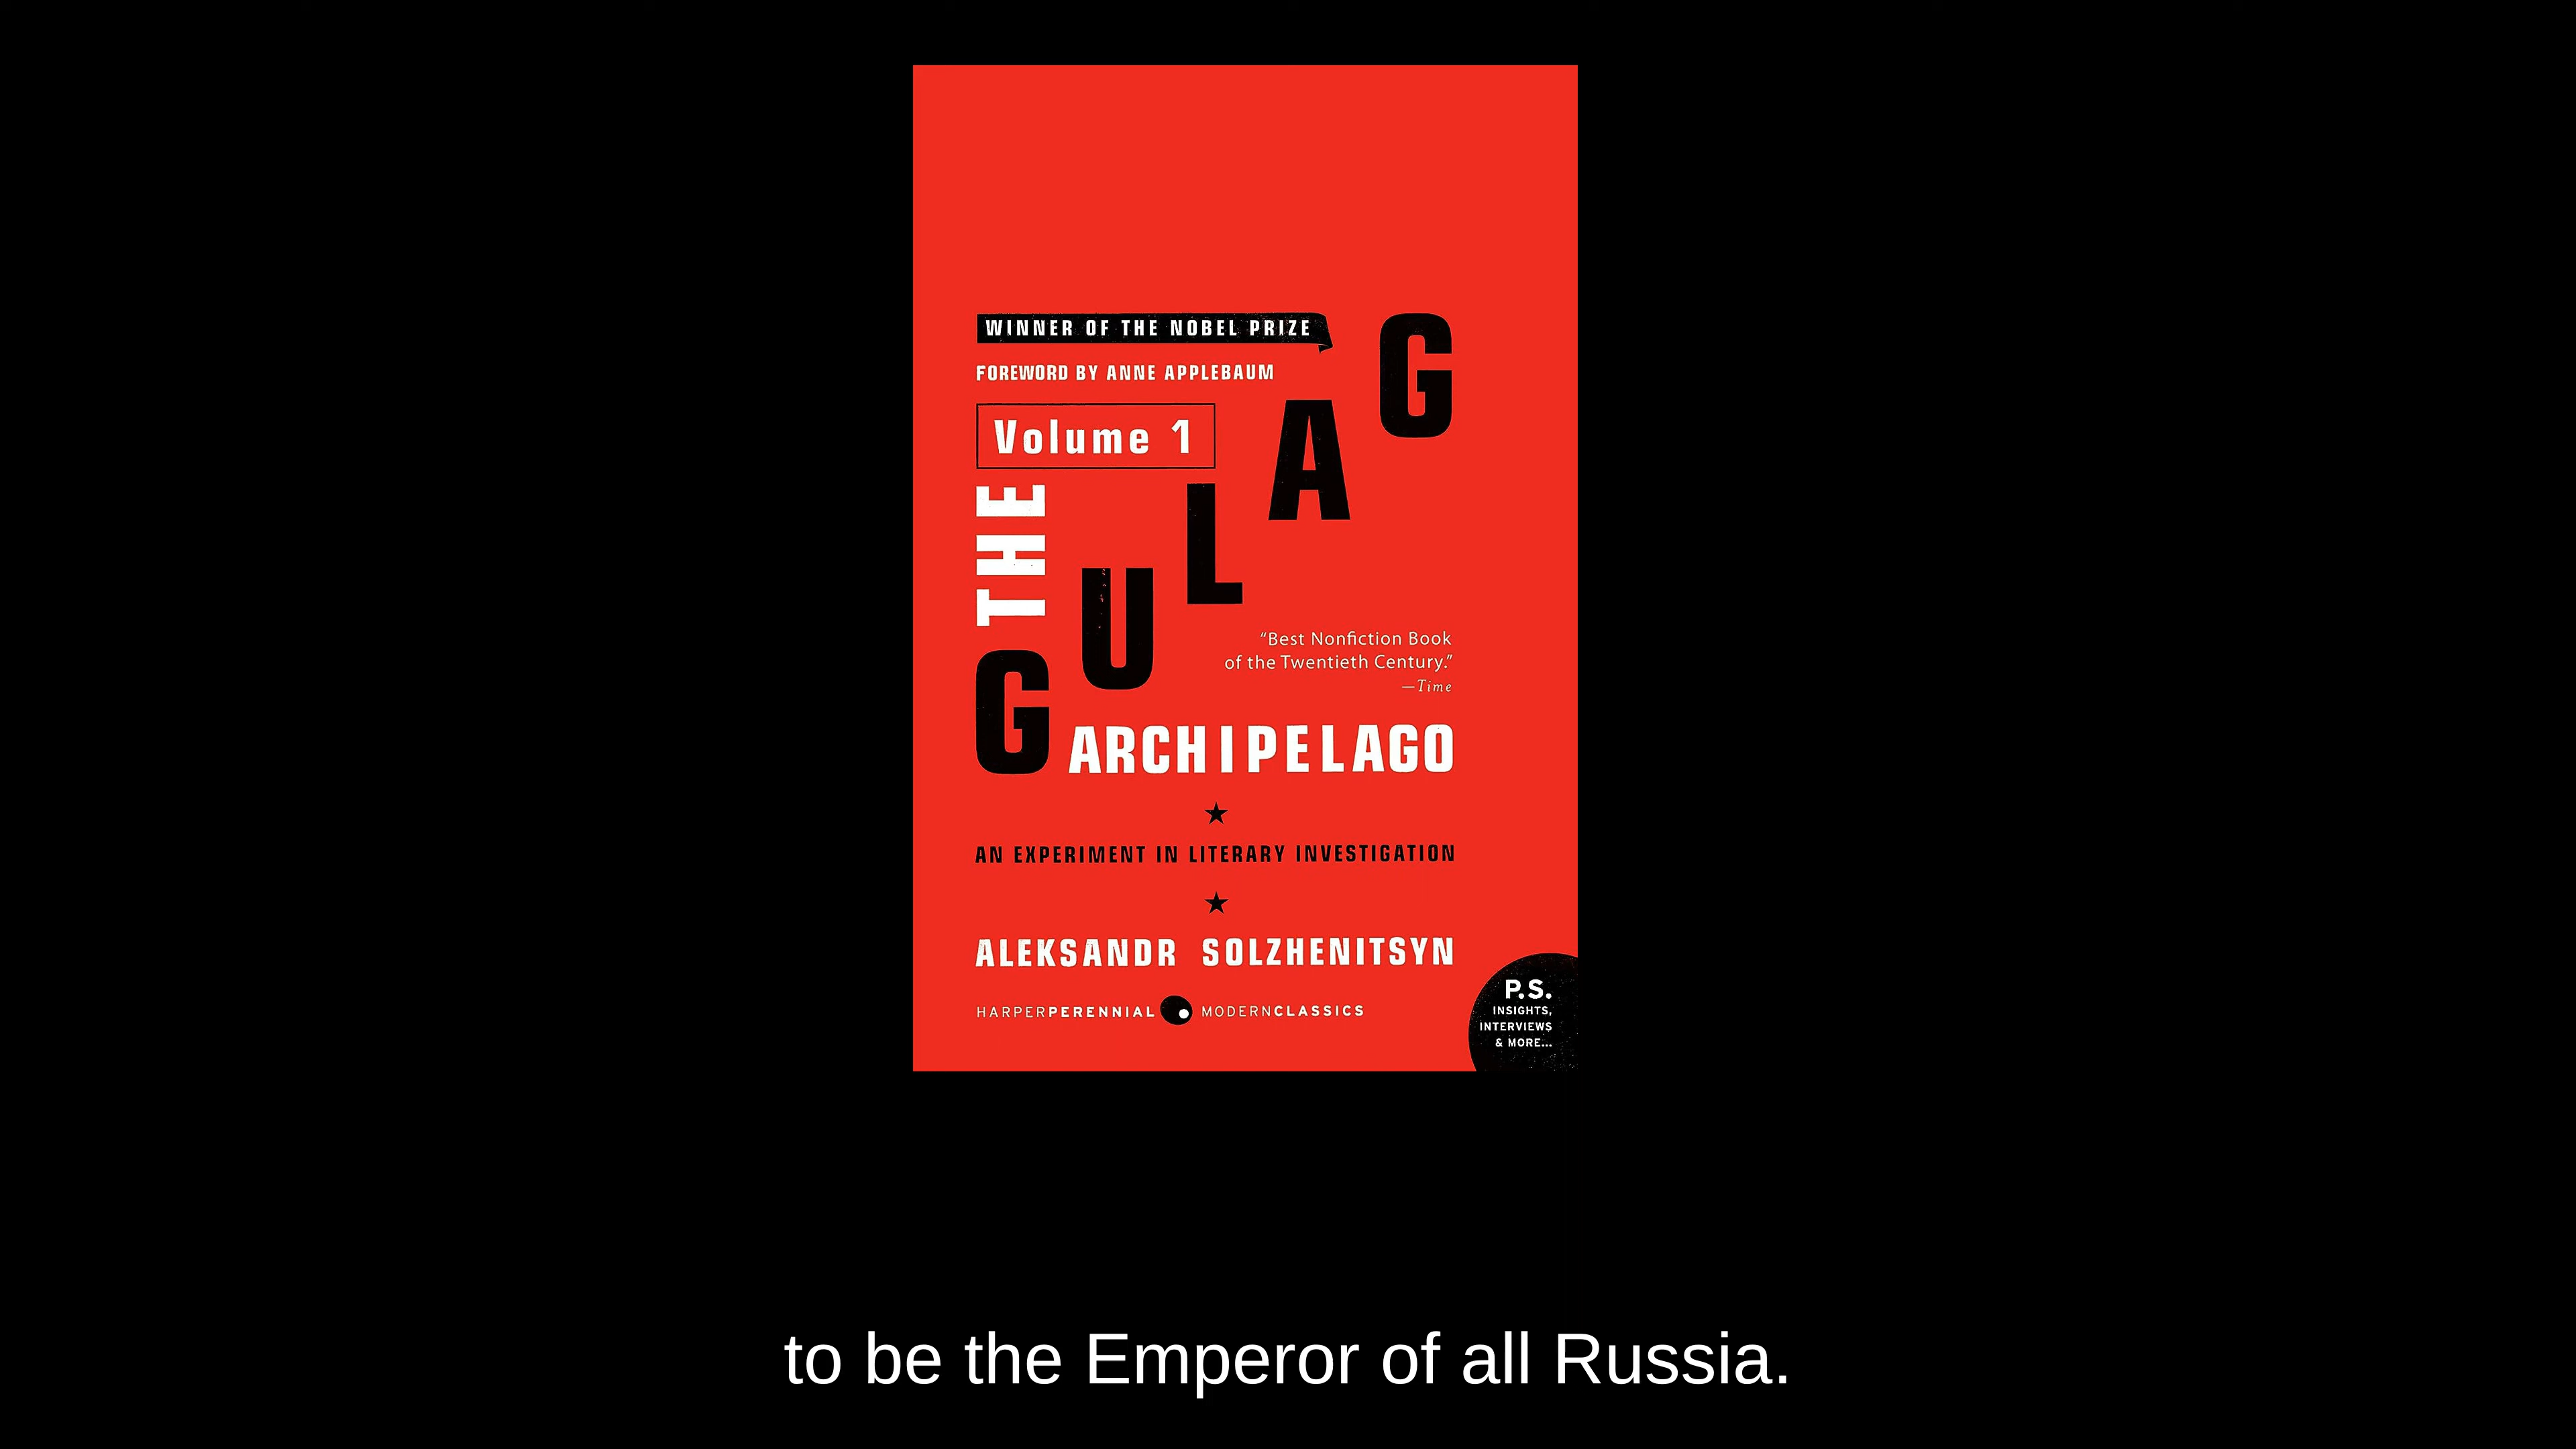 WINNER OF THE NOBEL PRIZE
FOREWORD BY ANNE APPLEBAUM
Volume 1
THE
GULAG
"Best Nonfiction Book
of the Twentieth Century."
—Time
ARCHIPELAGO
AN EXPERIMENT IN LITERARY INVESTIGATION
ALEKSANDR SOLZHENITSYN
HARPERPERENNIAL MODERNCLASSICS
P.S.
INSIGHTS,
INTERVIEWS
& MORE...
to be the Emperor of all Russia.